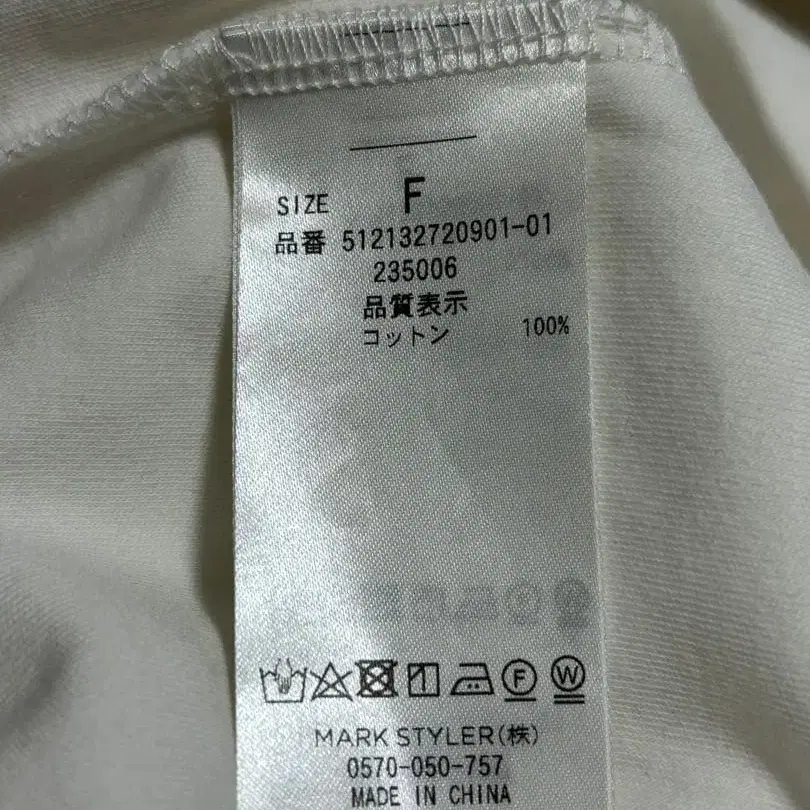 SIZE F
品番 512132720901-01
235006
品質表示
コットン 100%
F W
MARK STYLER(株)
0570-050-757
MADE IN CHINA